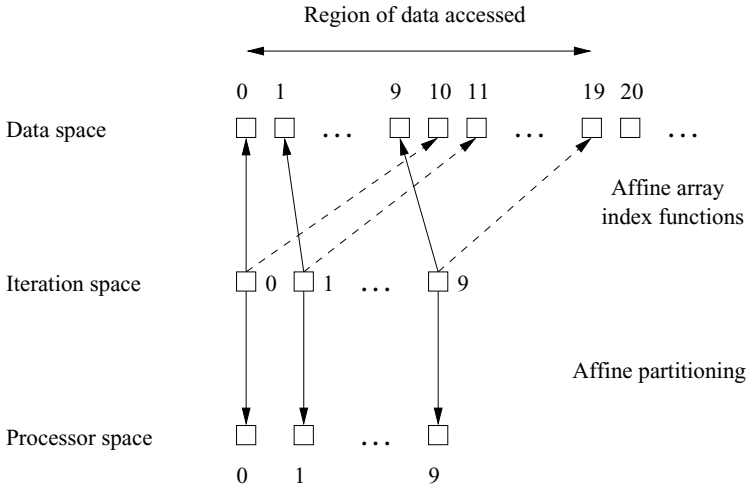 Region of data accessed
0 1 9 10 11 19 20
Data space ... ... ...
Affine array
index functions
Iteration space 0 1 ... 9
Affine partitioning
Processor space ...
0 1 9